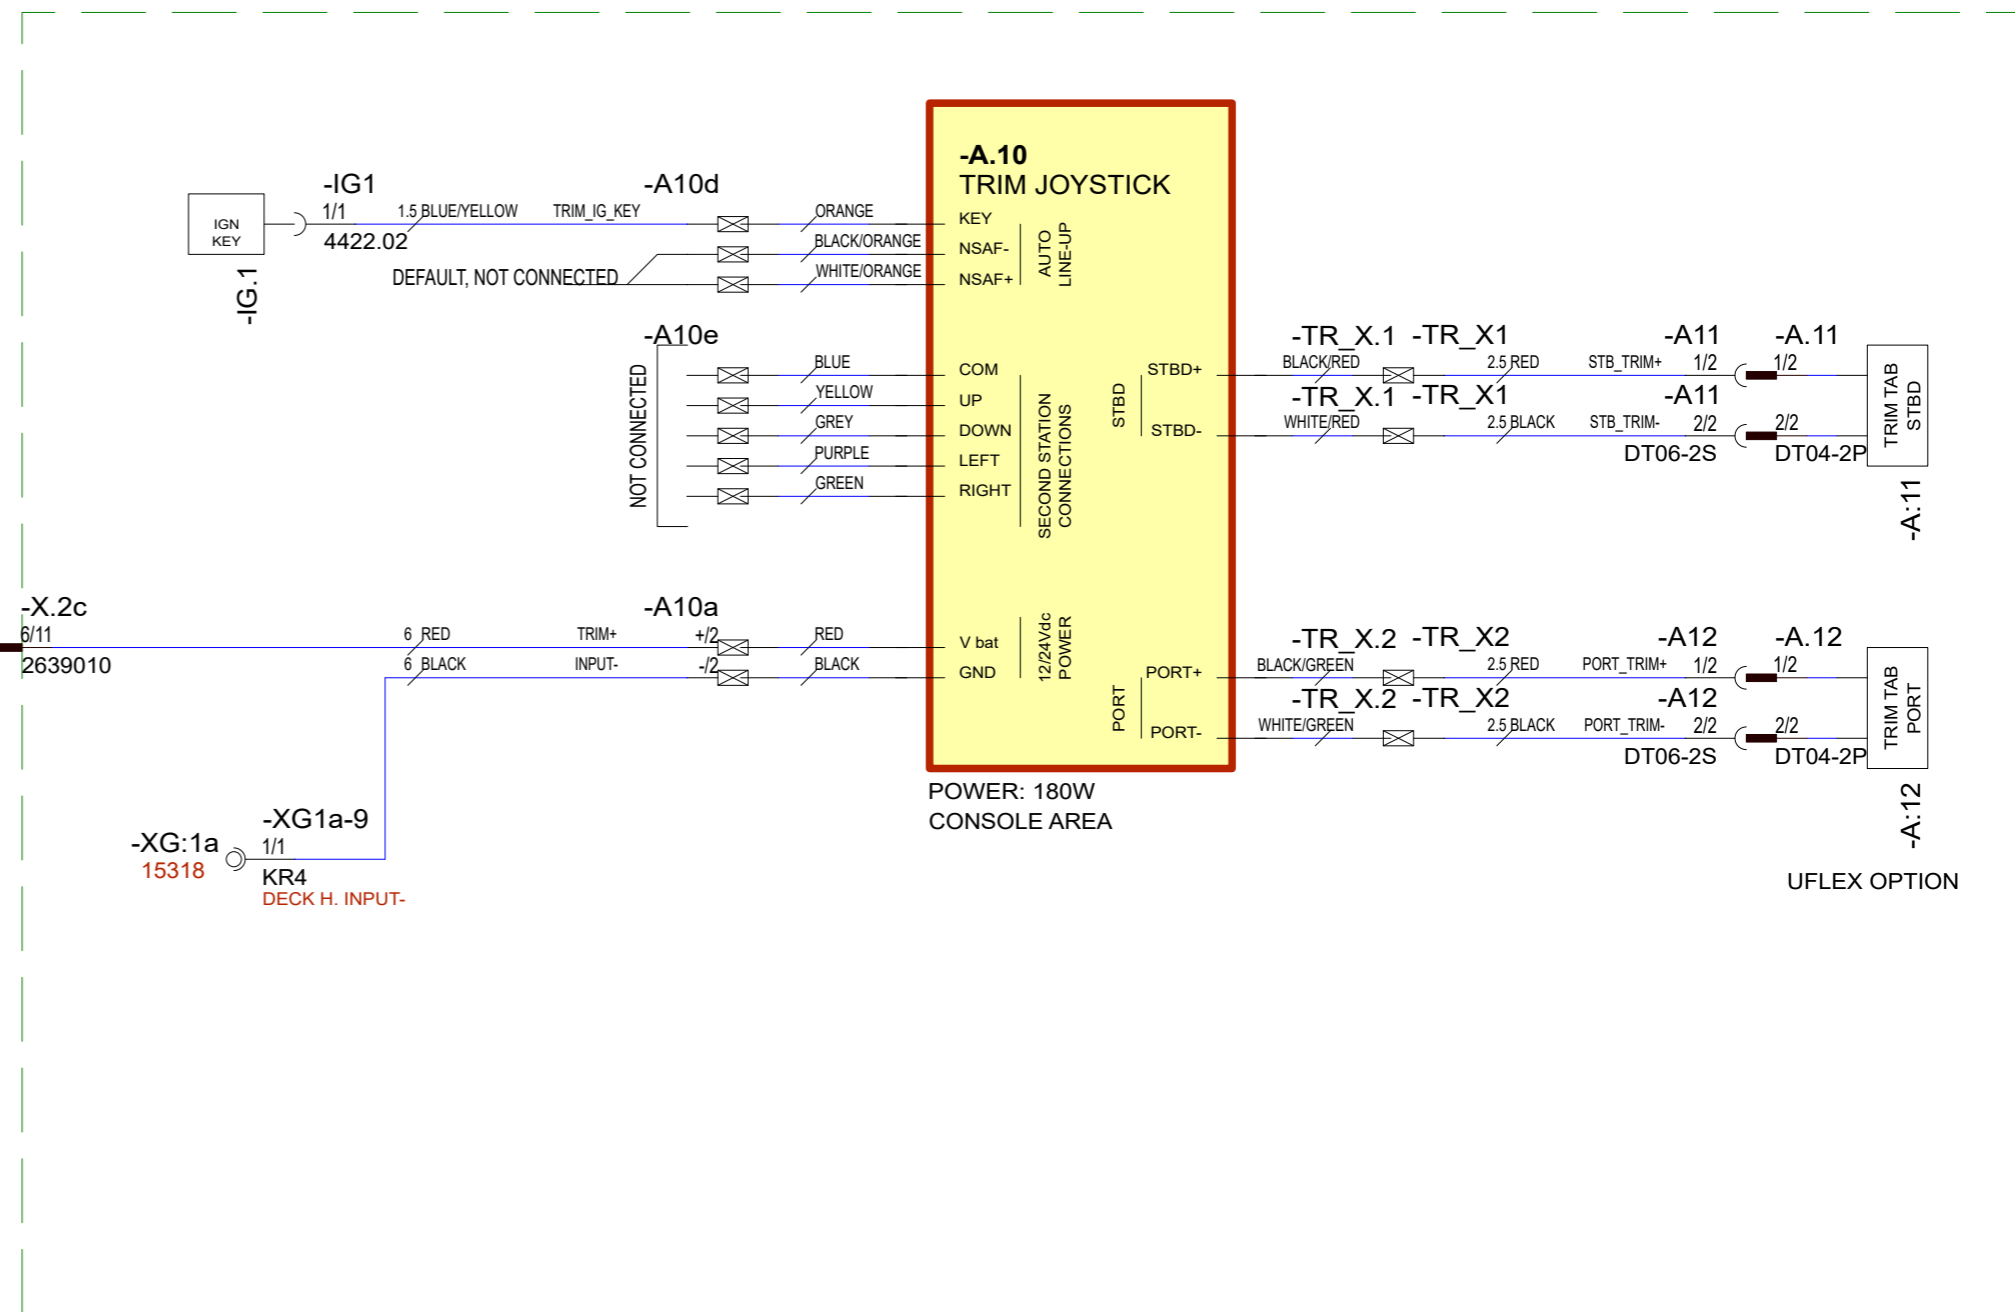 -A.10
TRIM JOYSTICK
-IG1
1/1
1.5 BLUE/YELLOW
TRIM_IG_KEY
-A10d
ORANGE
KEY
IGN
KEY
4422.02
BLACK/ORANGE
NSAF-
DEFAULT, NOT CONNECTED
WHITE/ORANGE
NSAF+
AUTO
LINE-UP
-IG.1
-A10e
NOT CONNECTED
BLUE
COM
YELLOW
UP
GREY
DOWN
PURPLE
LEFT
GREEN
RIGHT
SECOND STATION
CONNECTIONS
STBD+
STBD
STBD-
-TR_X.1
-TR_X1
-A11
-A.11
BLACK/RED
2.5 RED
STB_TRIM+
1/2
1/2
-TR_X.1
-TR_X1
-A11
WHITE/RED
2.5 BLACK
STB_TRIM-
2/2
2/2
DT06-2S
DT04-2P
TRIM TAB
STBD
-A:11
-X.2c
6/11
2639010
6 RED
TRIM+
-A10a
+/2
RED
V bat
6 BLACK
INPUT-
-/2
BLACK
GND
12/24Vdc
POWER
PORT+
PORT
PORT-
-TR_X.2
-TR_X2
-A12
-A.12
BLACK/GREEN
2.5 RED
PORT_TRIM+
1/2
1/2
-TR_X.2
-TR_X2
-A12
WHITE/GREEN
2.5 BLACK
PORT_TRIM-
2/2
2/2
DT06-2S
DT04-2P
TRIM TAB
PORT
-A:12
POWER: 180W
CONSOLE AREA
-XG:1a
15318
-XG1a-9
1/1
KR4
DECK H. INPUT-
UFLEX OPTION